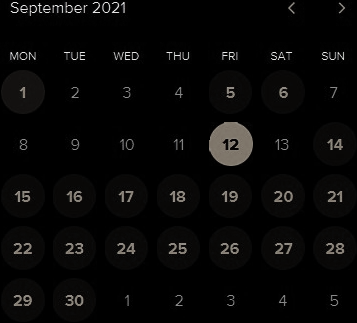 September 2021
MON TUE WED THU FRI SAT SUN
1 2 3 4 5 6 7
8 9 10 11 12 13 14
15 16 17 18 19 20 21
22 23 24 25 26 27 28
29 30 1 2 3 4 5